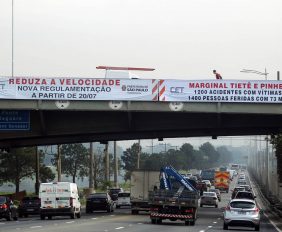 REDUZA A VELOCIDADE
NOVA REGULAMENTAÇÃO
A PARTIR DE 20/07
SÃO PAULO
CET
MARGINAL TIETÊ e PINHE
1200 ACIDENTES COM VÍTIMAS
1400 PESSOAS FERIDAS COM 73 M